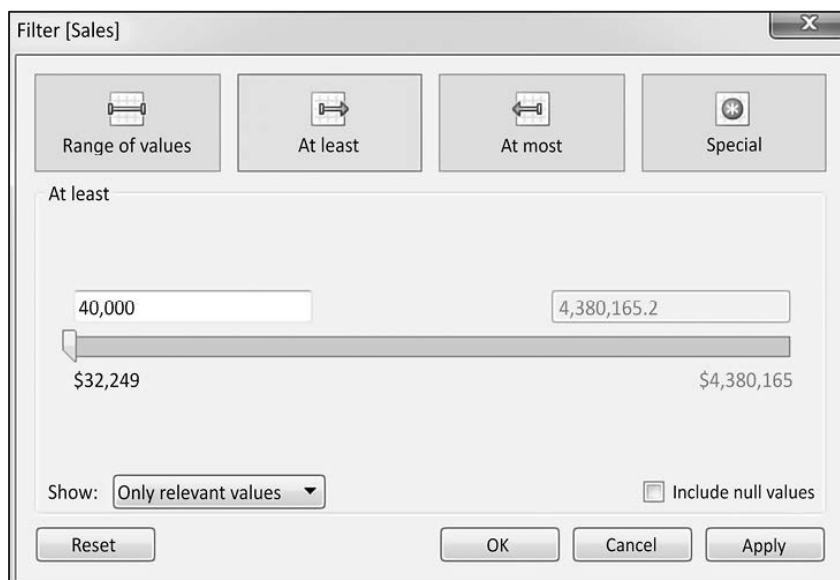 Filter [Sales]
X
Range of values
At least
At most
Special
At least
40,000
4,380,165.2
$32,249
$4,380,165
Show: Only relevant values
Include null values
Reset
OK
Cancel
Apply